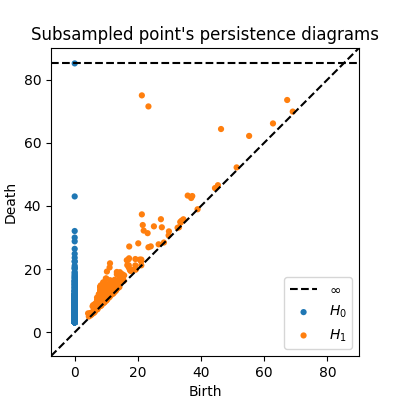 Subsampled point's persistence diagrams
Death
80
60
40
20
0
0 20 40 60 80
Birth
∞
H₀
H₁